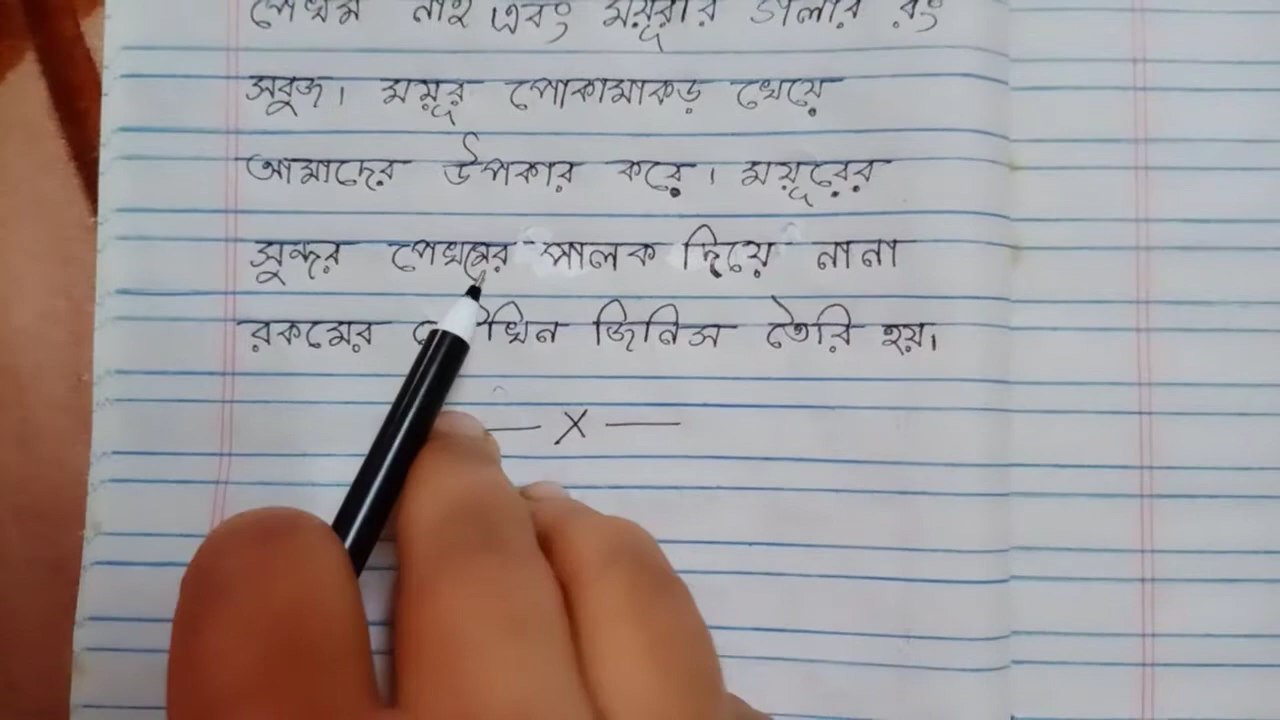 পেখম নাই এবং ময়ূরীর ডানার রং
সবুজ। ময়ূর পোকামাকড় খেয়ে
আমাদের উপকার করে। ময়ূরের
সুন্দর পেখমের পালক দিয়ে নানা
রকমের খিন জিনিস তৈরি হয়।
— X —